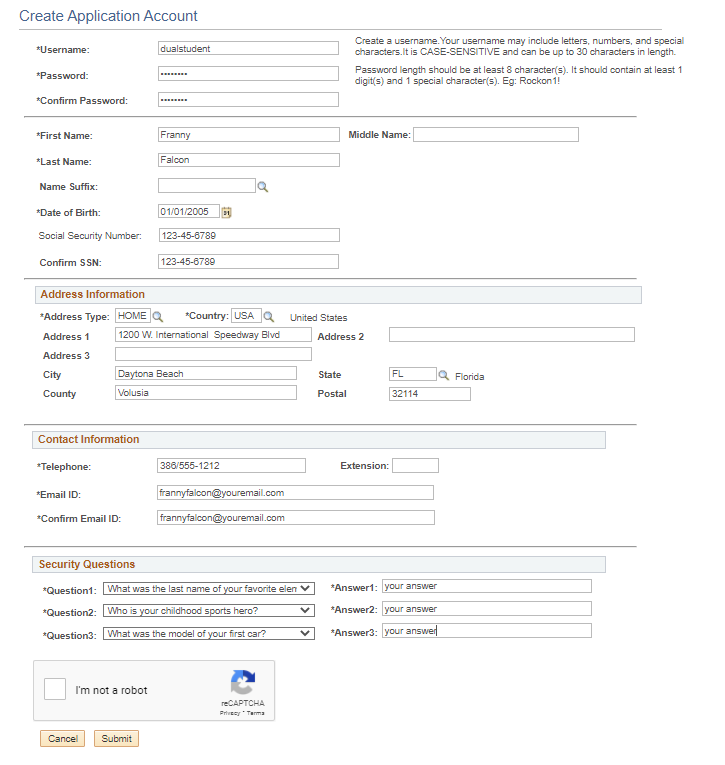 Create Application Account
*Username: dualstudent Create a username.Your username may include letters, numbers, and special
characters.It is CASE-SENSITIVE and can be up to 30 characters in length.
*Password: •••••••• Password length should be at least 8 character(s). It should contain at least 1
digit(s) and 1 special character(s). Eg: Rockon1!
*Confirm Password: ••••••••
*First Name: Franny Middle Name:
*Last Name: Falcon
Name Suffix:
*Date of Birth: 01/01/2005 31
Social Security Number: 123-45-6789
Confirm SSN: 123-45-6789
Address Information
*Address Type: HOME *Country: USA United States
Address 1 1200 W. International Speedway Blvd Address 2
Address 3
City Daytona Beach State FL Florida
County Volusia Postal 32114
Contact Information
*Telephone: 386/555-1212 Extension:
*Email ID: frannyfalcon@youremail.com
*Confirm Email ID: frannyfalcon@youremail.com
Security Questions
*Question1: What was the last name of your favorite elem *Answer1: your answer
*Question2: Who is your childhood sports hero? *Answer2: your answer
*Question3: What was the model of your first car? *Answer3: your answer
I'm not a robot
reCAPTCHA
Privacy - Terms
Cancel Submit